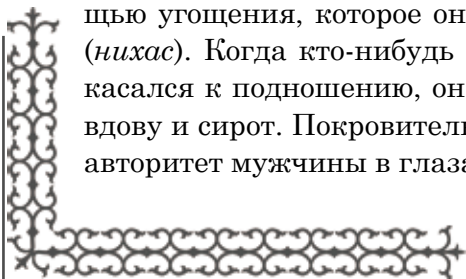 щью угощения, которое он
(нихас). Когда кто-нибудь
касался к подношению, он
вдову и сирот. Покровитель
авторитет мужчины в глаза